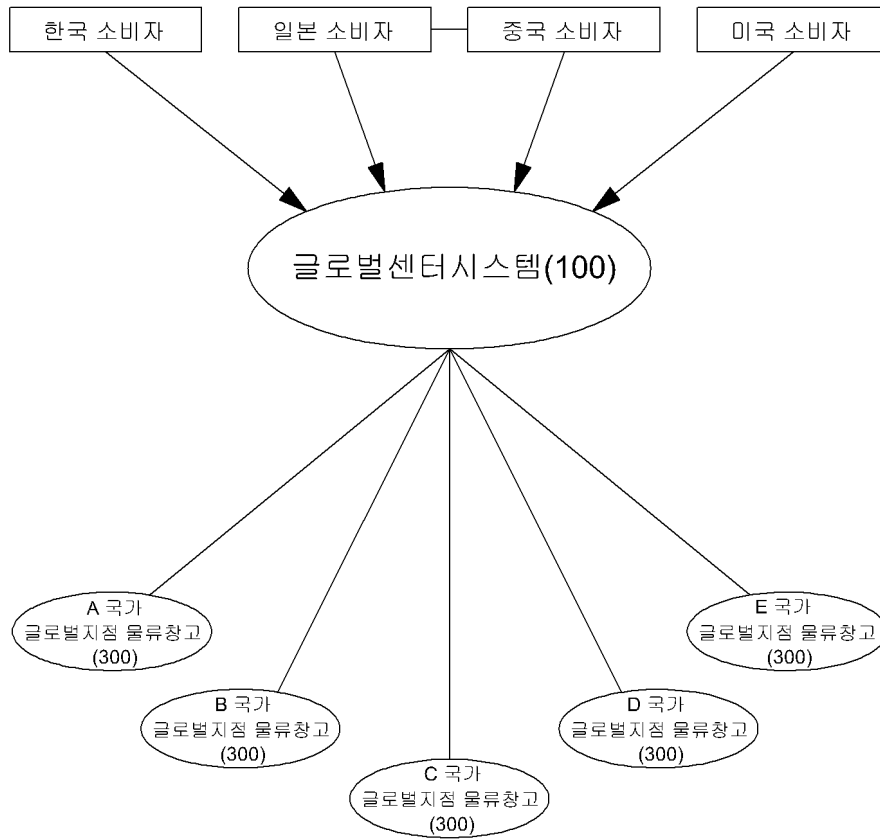 한국 소비자
일본 소비자
중국 소비자
미국 소비자
글로벌센터시스템(100)
A 국가
글로벌지점 물류창고
(300)
E 국가
글로벌지점 물류창고
(300)
B 국가
글로벌지점 물류창고
(300)
D 국가
글로벌지점 물류창고
(300)
C 국가
글로벌지점 물류창고
(300)